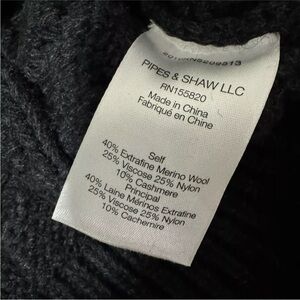 PIPES & SHAW LLC
RN155820
Made in China
Fabriqué en Chine
Self
40% Extrafine Merino Wool
25% Viscose 25% Nylon
10% Cashmere
Principal
40% Laine Mérinos Extrafine
25% Viscose 25% Nylon
10% Cachemire